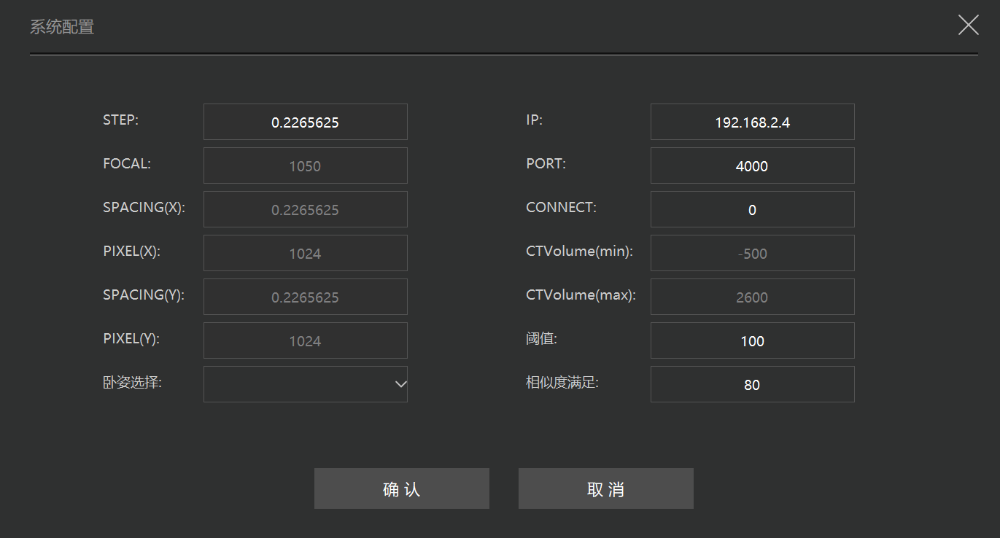 系统配置
STEP: 0.2265625
FOCAL: 1050
SPACING(X): 0.2265625
PIXEL(X): 1024
SPACING(Y): 0.2265625
PIXEL(Y): 1024
卧姿选择:
IP: 192.168.2.4
PORT: 4000
CONNECT: 0
CTVolume(min): -500
CTVolume(max): 2600
阈值: 100
相似度满足: 80
确 认
取 消